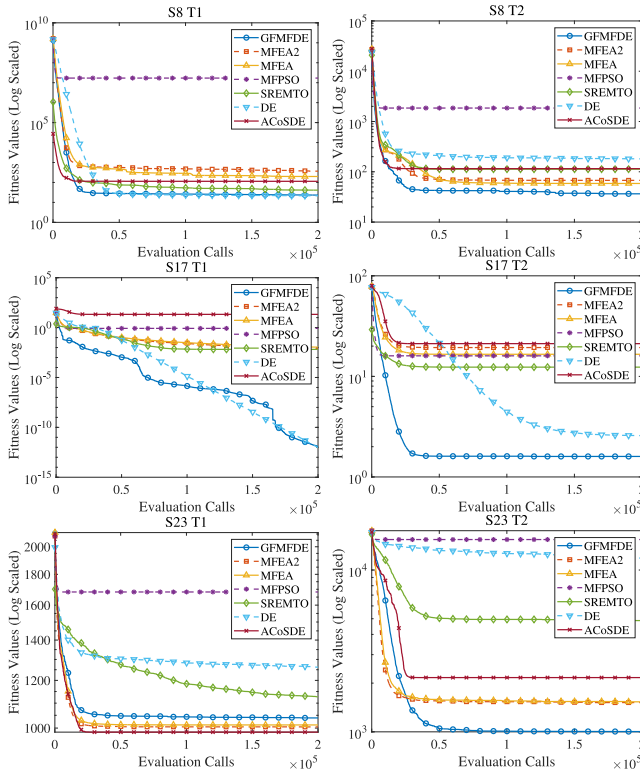 S8 T1
Fitness Values (Log Scaled)
10^10
10^5
10^0
0
0.5
1
1.5
2
×10^5
Evaluation Calls
GFMFDE
MFEA2
MFEA
MFPSO
SREMTO
DE
ACoSDE
S8 T2
Fitness Values (Log Scaled)
10^5
10^4
10^3
10^2
10^1
0
0.5
1
1.5
2
×10^5
Evaluation Calls
GFMFDE
MFEA2
MFEA
MFPSO
SREMTO
DE
ACoSDE
S17 T1
Fitness Values (Log Scaled)
10^5
10^0
10^-5
10^-10
10^-15
0
0.5
1
1.5
2
×10^5
Evaluation Calls
GFMFDE
MFEA2
MFEA
MFPSO
SREMTO
DE
ACoSDE
S17 T2
Fitness Values (Log Scaled)
10^2
10^1
10^0
0
0.5
1
1.5
2
×10^5
Evaluation Calls
GFMFDE
MFEA2
MFEA
MFPSO
SREMTO
DE
ACoSDE
S23 T1
Fitness Values (Log Scaled)
2000
1800
1600
1400
1200
1000
0
0.5
1
1.5
2
×10^5
Evaluation Calls
GFMFDE
MFEA2
MFEA
MFPSO
SREMTO
DE
ACoSDE
S23 T2
Fitness Values (Log Scaled)
10^4
10^3
0
0.5
1
1.5
2
×10^5
Evaluation Calls
GFMFDE
MFEA2
MFEA
MFPSO
SREMTO
DE
ACoSDE